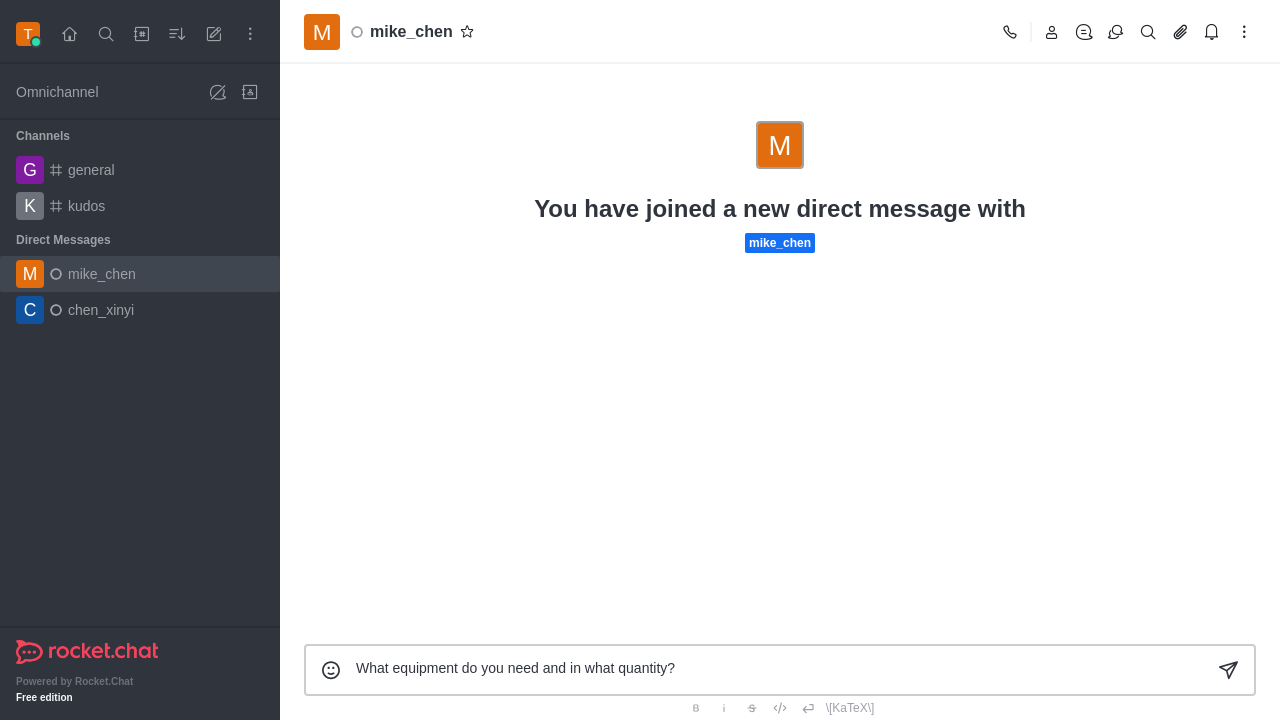 T
Omnichannel
Channels
G general
K kudos
Direct Messages
M mike_chen
C chen_xinyi
rocket.chat
Powered by Rocket.Chat
Free edition
M mike_chen
M
You have joined a new direct message with
mike_chen
What equipment do you need and in what quantity?
B i S \[KaTeX\]